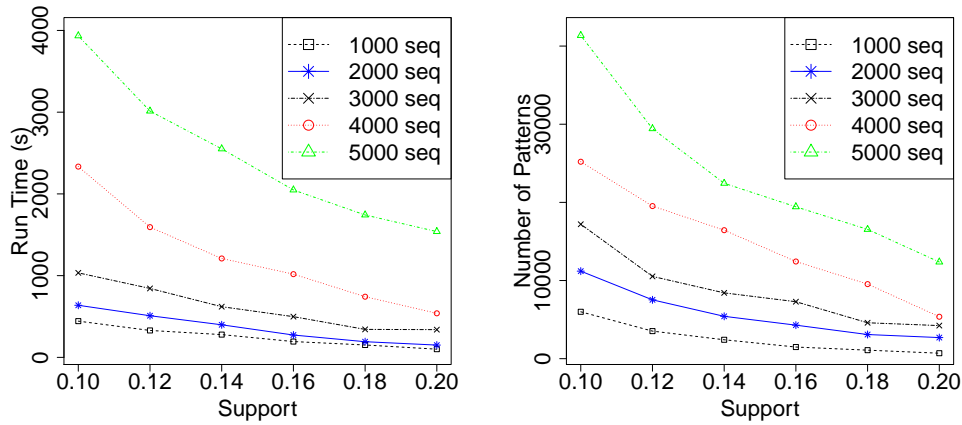 Run Time (s)
4000
3000
2000
1000
0
0.10 0.12 0.14 0.16 0.18 0.20
Support
1000 seq
2000 seq
3000 seq
4000 seq
5000 seq
Number of Patterns
30000
10000
0
0.10 0.12 0.14 0.16 0.18 0.20
Support
1000 seq
2000 seq
3000 seq
4000 seq
5000 seq